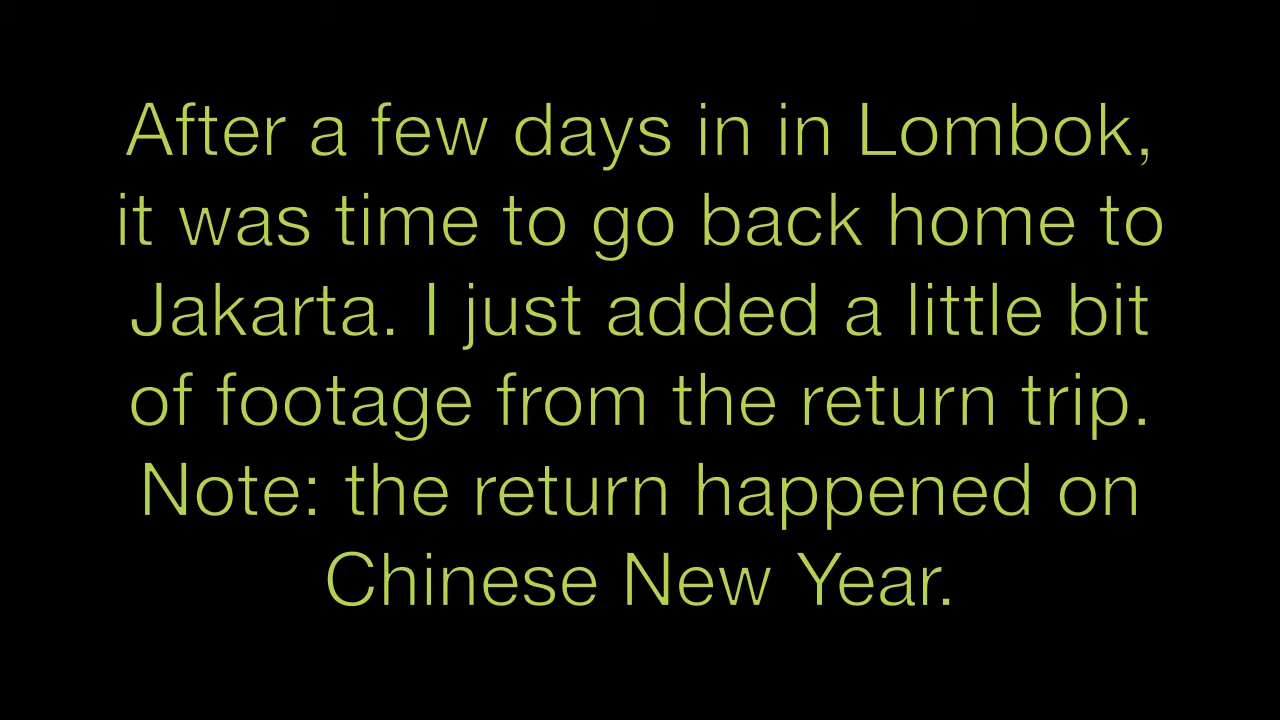 After a few days in in Lombok,
it was time to go back home to
Jakarta. I just added a little bit
of footage from the return trip.
Note: the return happened on
Chinese New Year.